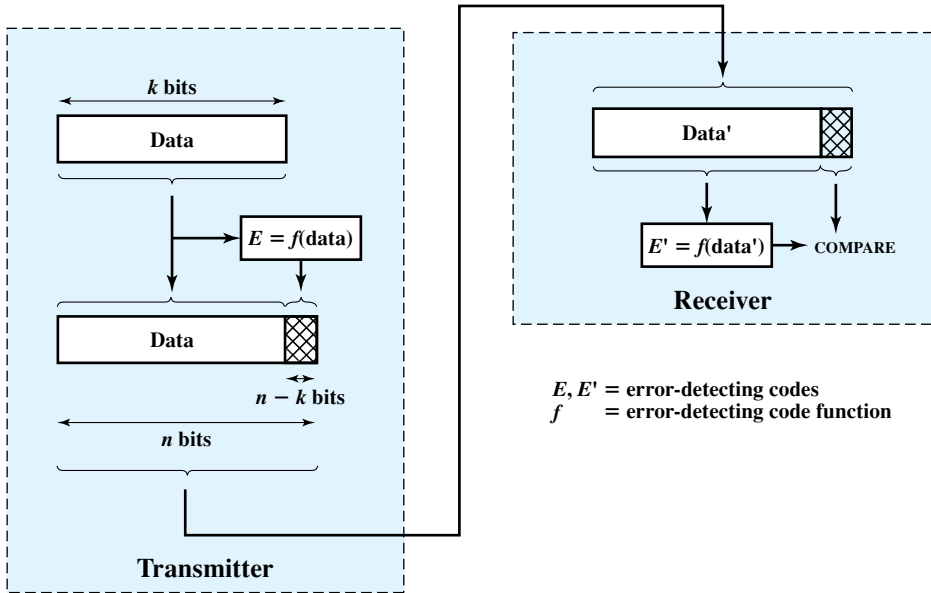 k bits
Data
E = f(data)
Data
n − k bits
n bits
Transmitter
Data'
E' = f(data')
COMPARE
Receiver
E, E' = error-detecting codes
f = error-detecting code function